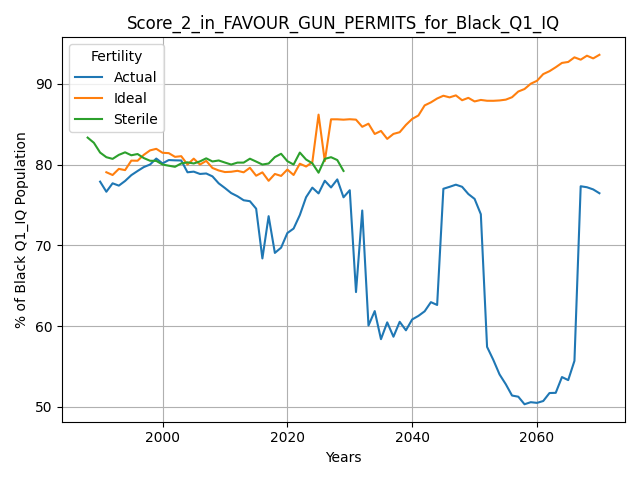 Score_2_in_FAVOUR_GUN_PERMITS_for_Black_Q1_IQ
Fertility
Actual
Ideal
Sterile
% of Black Q1_IQ Population
90
80
70
60
50
2000
2020
2040
2060
Years